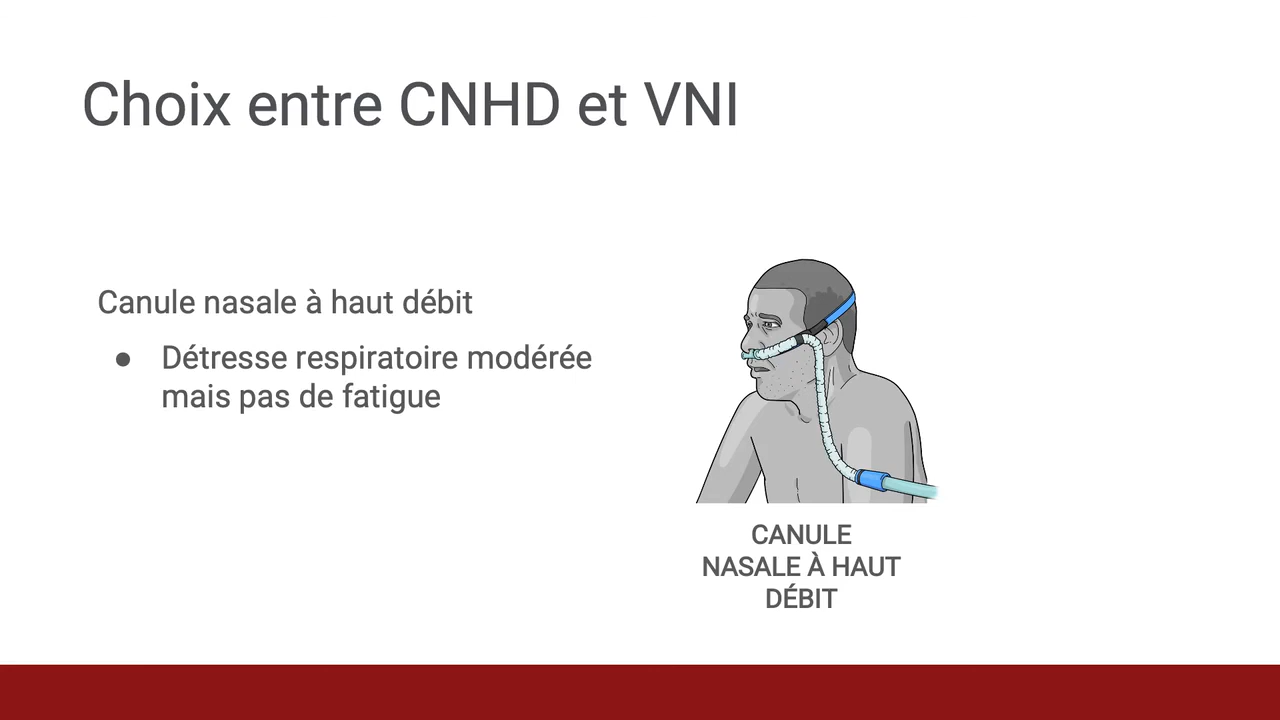 Choix entre CNHD et VNI
Canule nasale à haut débit
● Détresse respiratoire modérée
mais pas de fatigue
CANULE
NASALE À HAUT
DÉBIT